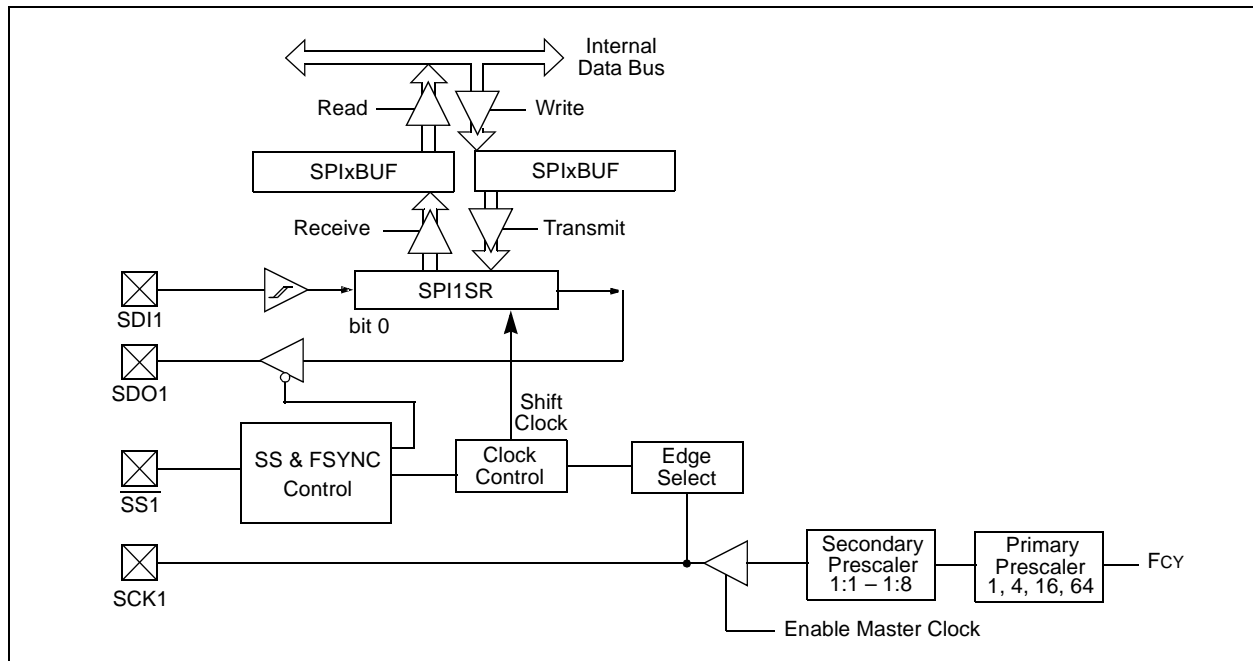 Internal
Data Bus
Read
Write
SPIxBUF
SPIxBUF
Receive
Transmit
SDI1
SPI1SR
bit 0
SDO1
Shift
Clock
SS1
SS & FSYNC
Control
Clock
Control
Edge
Select
SCK1
Secondary
Prescaler
1:1 – 1:8
Primary
Prescaler
1, 4, 16, 64
FCY
Enable Master Clock